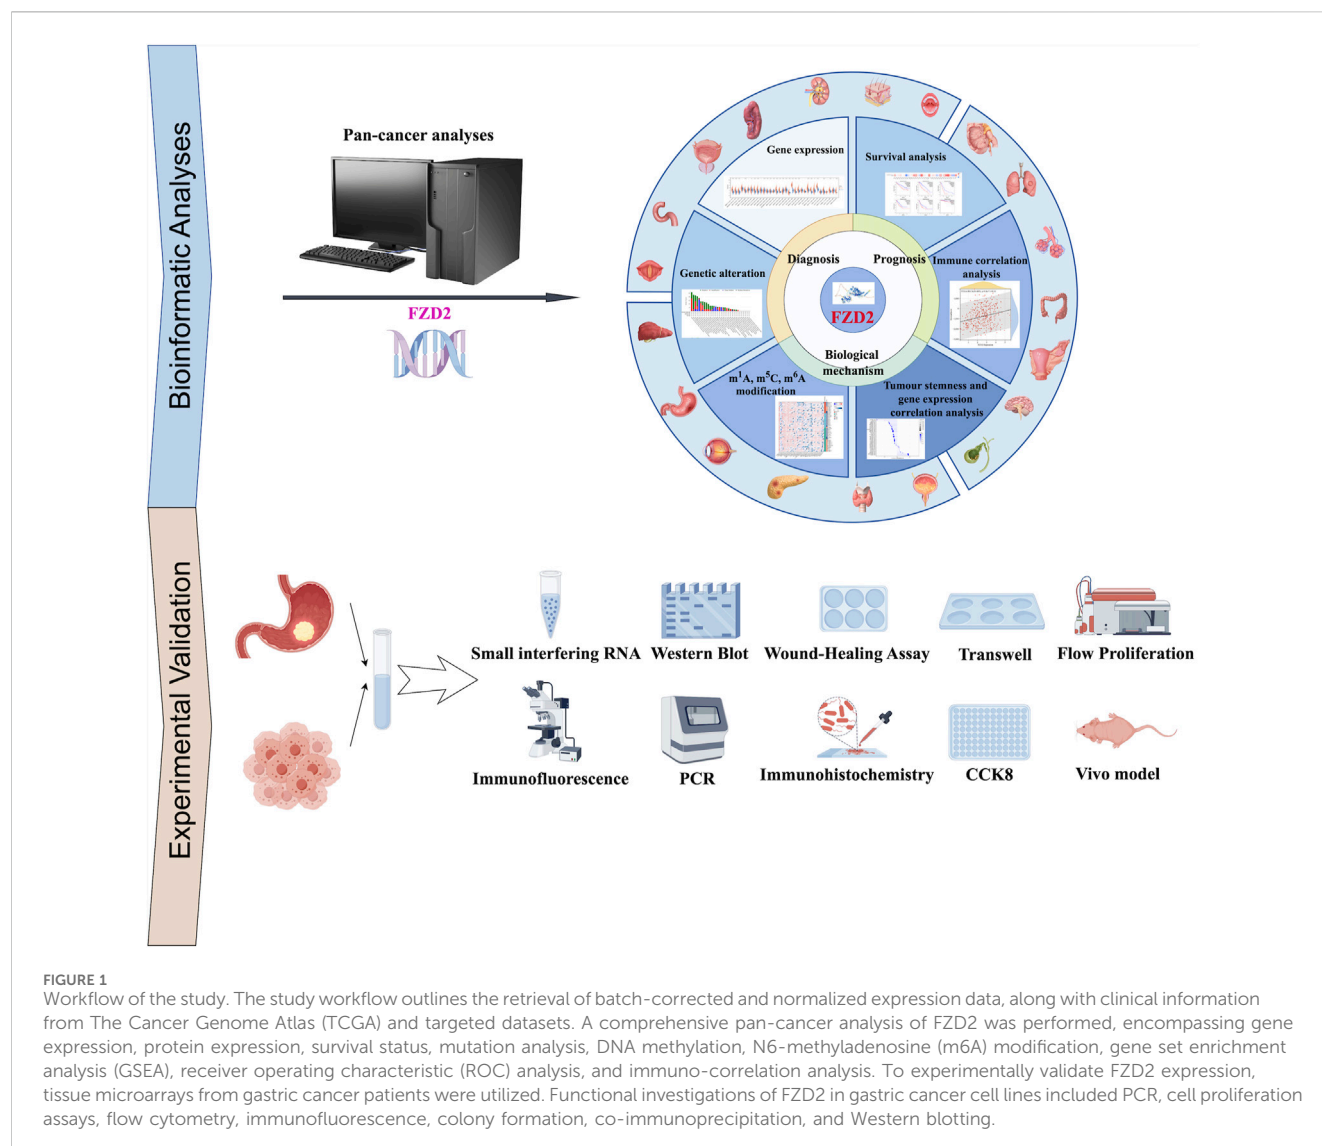 Bioinformatic Analyses
Pan-cancer analyses
FZD2
Gene expression
Survival analysis
Genetic alteration
Diagnosis
Prognosis
Immune correlation
analysis
FZD2
Biological
mechanism
m¹A, m⁵C, m⁶A
modification
Tumour stemness and
gene expression
correlation analysis
Experimental Validation
Small interfering RNA
Western Blot
Wound-Healing Assay
Transwell
Flow Proliferation
Immunofluorescence
PCR
Immunohistochemistry
CCK8
Vivo model
FIGURE 1
Workflow of the study. The study workflow outlines the retrieval of batch-corrected and normalized expression data, along with clinical information
from The Cancer Genome Atlas (TCGA) and targeted datasets. A comprehensive pan-cancer analysis of FZD2 was performed, encompassing gene
expression, protein expression, survival status, mutation analysis, DNA methylation, N6-methyladenosine (m6A) modification, gene set enrichment
analysis (GSEA), receiver operating characteristic (ROC) analysis, and immuno-correlation analysis. To experimentally validate FZD2 expression,
tissue microarrays from gastric cancer patients were utilized. Functional investigations of FZD2 in gastric cancer cell lines included PCR, cell proliferation
assays, flow cytometry, immunofluorescence, colony formation, co-immunoprecipitation, and Western blotting.